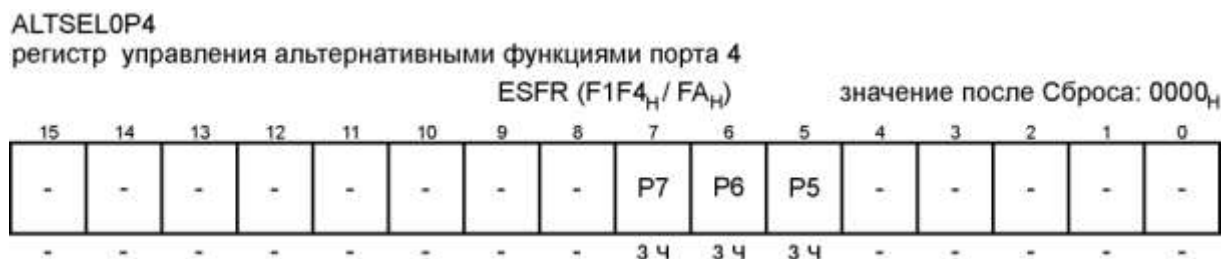 ALTSEL0P4
регистр управления альтернативными функциями порта 4
ESFR (F1F4H / FAH) значение после Сброса: 0000H
15 14 13 12 11 10 9 8 7 6 5 4 3 2 1 0
- - - - - - - - P7 P6 P5 - - - - -
- - - - - - - - З Ч З Ч З Ч - - - - -